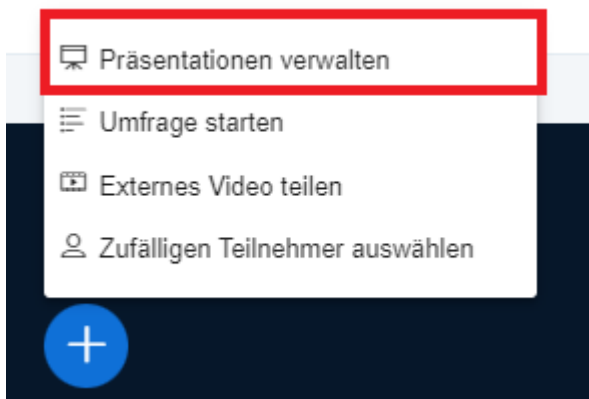 Präsentationen verwalten
Umfrage starten
Externes Video teilen
Zufälligen Teilnehmer auswählen